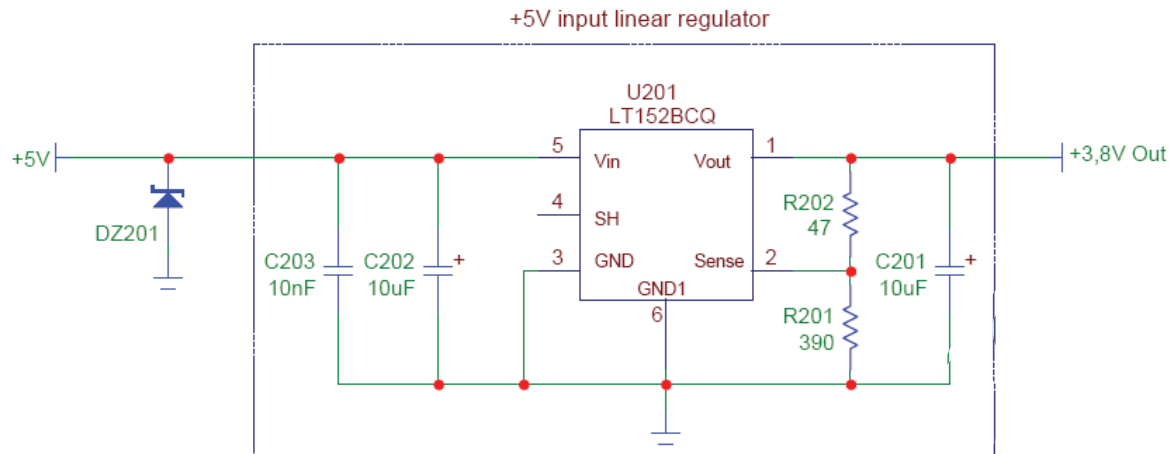 +5V input linear regulator
U201
LT152BCQ
+5V
5
Vin
Vout
1
+3,8V Out
4
SH
R202
47
DZ201
C203
10nF
C202
10uF
+
3
GND
Sense
2
C201
10uF
+
GND1
6
R201
390